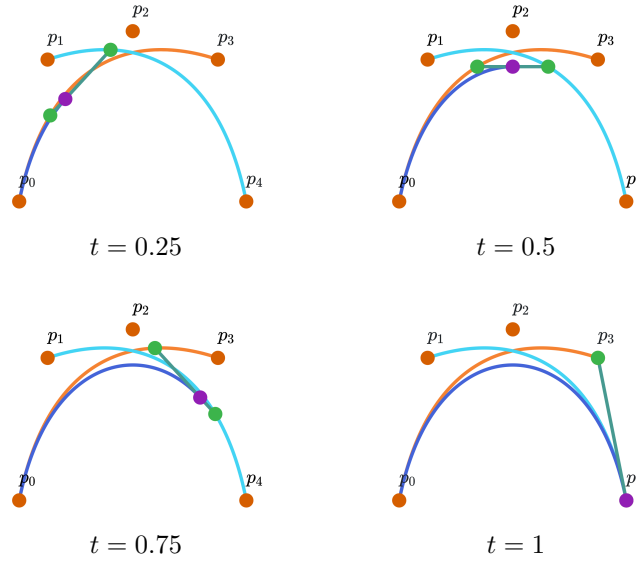 p₂ p₂
p₁ p₃ p₁ p₃
p₀ p₄ p₀ p
t = 0.25 t = 0.5
p₂ p₂
p₁ p₃ p₁ p₃
p₀ p₄ p₀ p
t = 0.75 t = 1